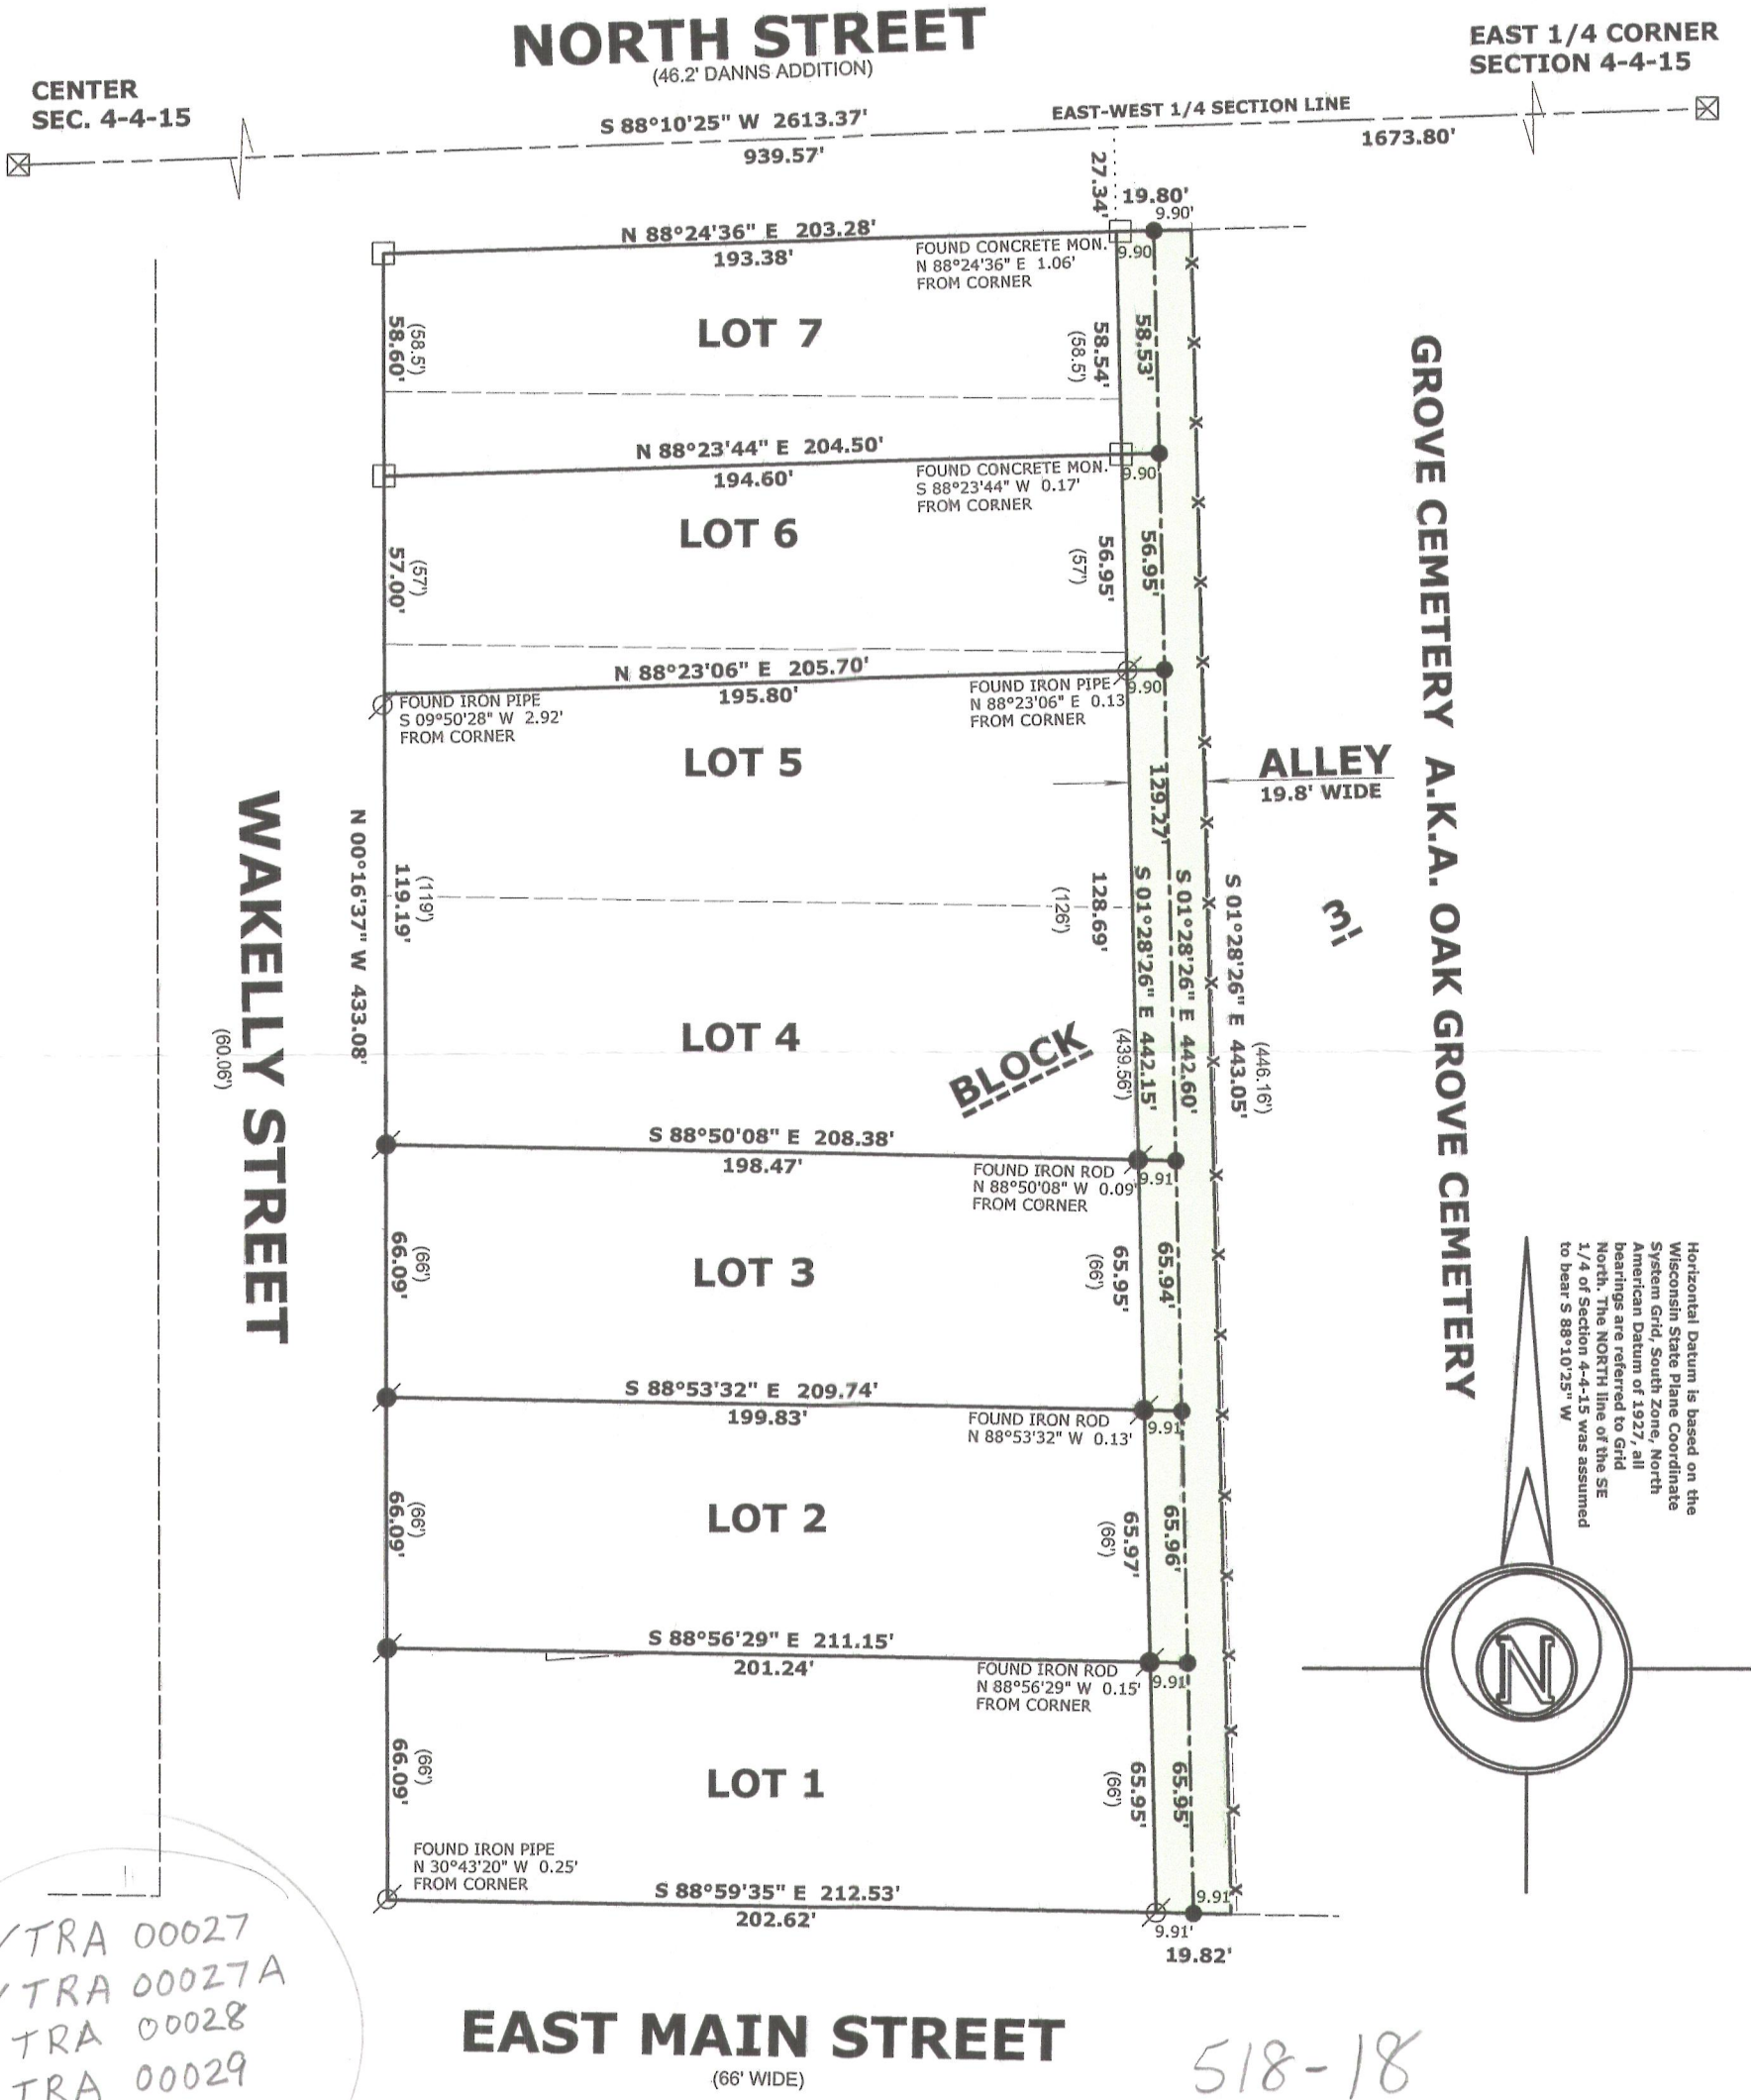 NORTH STREET
(46.2' DANNS ADDITION)
EAST 1/4 CORNER
SECTION 4-4-15
CENTER
SEC. 4-4-15
S 88°10'25" W 2613.37'
EAST-WEST 1/4 SECTION LINE
939.57'
1673.80'
27.34'
19.80'
9.90'
N 88°24'36" E 203.28'
193.38'
FOUND CONCRETE MON.
N 88°24'36" E 1.06'
FROM CORNER
9.90'
LOT 7
58.60'
(58.5')
58.54'
(58.5')
58.53'
N 88°23'44" E 204.50'
194.60'
FOUND CONCRETE MON.
S 88°23'44" W 0.17'
FROM CORNER
9.90'
LOT 6
57.00'
(57')
56.95'
(57')
56.95'
N 88°23'06" E 205.70'
195.80'
FOUND IRON PIPE
S 09°50'28" W 2.92'
FROM CORNER
FOUND IRON PIPE
N 88°23'06" E 0.13
FROM CORNER
9.90'
LOT 5
ALLEY
19.8' WIDE
129.27'
N 00°16'37" W 433.08'
119.19'
(119')
128.69'
(126')
S 01°28'26" E 442.15'
(439.56')
S 01°28'26" E 442.60'
S 01°28'26" E 443.05'
(446.16')
WAKELLY STREET
(60.06')
GROVE CEMETERY A.K.A. OAK GROVE CEMETERY
LOT 4
BLOCK
3
S 88°50'08" E 208.38'
198.47'
FOUND IRON ROD
N 88°50'08" W 0.09'
FROM CORNER
9.91'
LOT 3
66.09'
(66')
65.95'
(66')
65.94'
Horizontal Datum is based on the
Wisconsin State Plane Coordinate
System Grid, South Zone, North
American Datum of 1927, all
bearings are referred to Grid
North. The NORTH line of the SE
1/4 of Section 4-4-15 was assumed
to bear S 88°10'25" W
S 88°53'32" E 209.74'
199.83'
FOUND IRON ROD
N 88°53'32" W 0.13'
9.91'
LOT 2
66.09'
(66')
65.97'
(66')
65.96'
N
S 88°56'29" E 211.15'
201.24'
FOUND IRON ROD
N 88°56'29" W 0.15'
FROM CORNER
9.91'
LOT 1
66.09'
(66')
65.95'
(66')
65.95'
FOUND IRON PIPE
N 30°43'20" W 0.25'
FROM CORNER
S 88°59'35" E 212.53'
202.62'
9.91'
9.91'
19.82'
TRA 00027
TRA 00027A
TRA 00028
TRA 00029
EAST MAIN STREET
(66' WIDE)
518-18